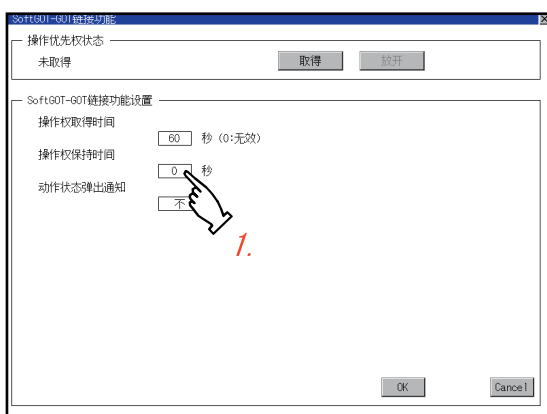 SoftGOT-GOT链接功能
操作优先权状态
未取得 取得 放开
SoftGOT-GOT链接功能设置
操作权取得时间
60 秒 (0:无效)
操作权保持时间
0 秒
动作状态弹出通知
不
1.
OK Cancel